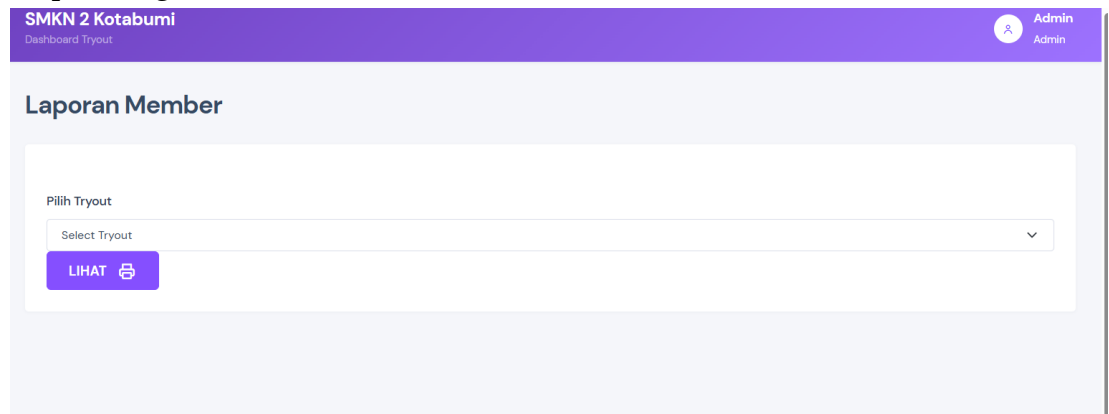 SMKN 2 Kotabumi
Dashboard Tryout
Admin
Admin
Laporan Member
Pilih Tryout
Select Tryout
LIHAT